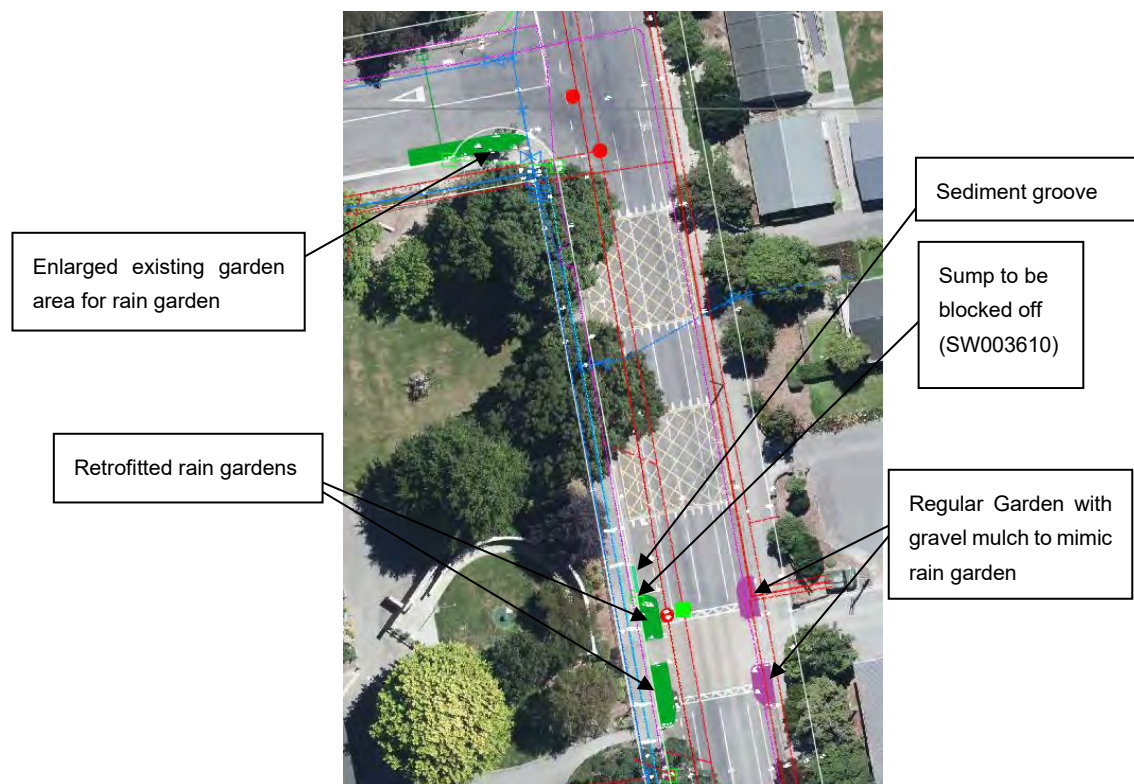 Sediment groove
Sump to be
blocked off
(SW003610)
Enlarged existing garden
area for rain garden
Retrofitted rain gardens
Regular Garden with
gravel mulch to mimic
rain garden